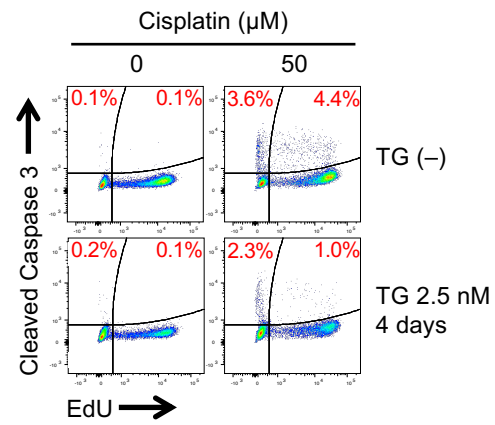 Cisplatin (μM)
0 50
Cleaved Caspase 3
0.1% 0.1% 3.6% 4.4%
TG (–)
0.2% 0.1% 2.3% 1.0%
TG 2.5 nM
4 days
EdU